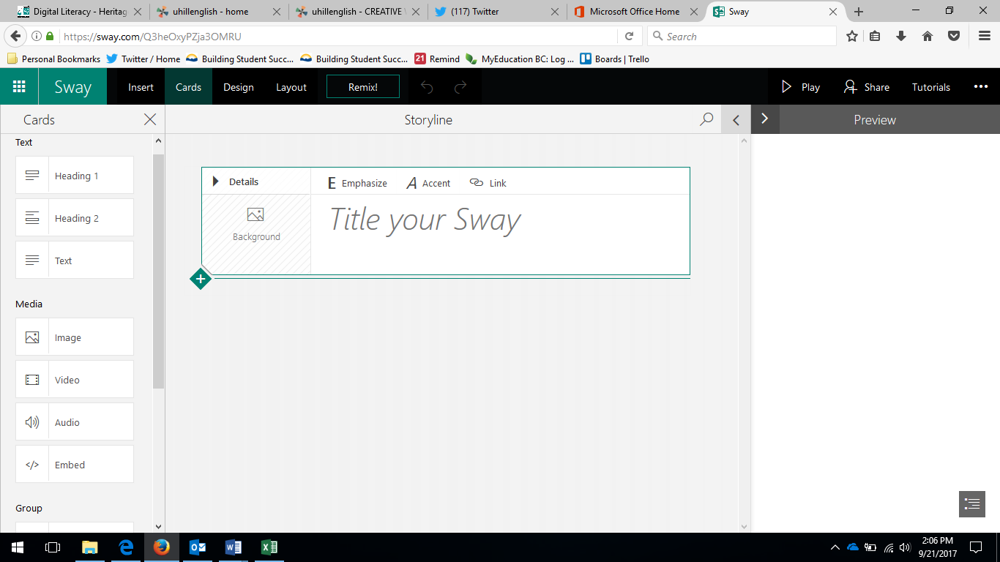 Digital Literacy - Heritag
uhillenglish - home
uhillenglish - CREATIVE
(117) Twitter
Microsoft Office Home
Sway
https://sway.com/Q3heOxyPZja3OMRU
Search
Personal Bookmarks
Twitter / Home
Building Student Succ...
Building Student Succ...
21
Remind
MyEducation BC: Log ...
Boards | Trello
Sway
Insert
Cards
Design
Layout
Remix!
Play
Share
Tutorials
Cards
Storyline
Preview
Text
Heading 1
Heading 2
Text
Media
Image
Video
Audio
Embed
Group
Details
Background
E Emphasize
A Accent
Link
Title your Sway
2:06 PM
9/21/2017